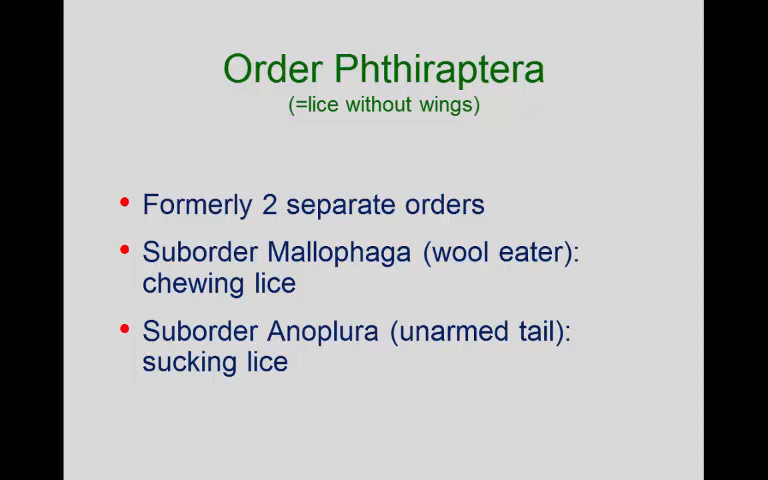 Order Phthiraptera
(=lice without wings)
• Formerly 2 separate orders
• Suborder Mallophaga (wool eater):
chewing lice
• Suborder Anoplura (unarmed tail):
sucking lice